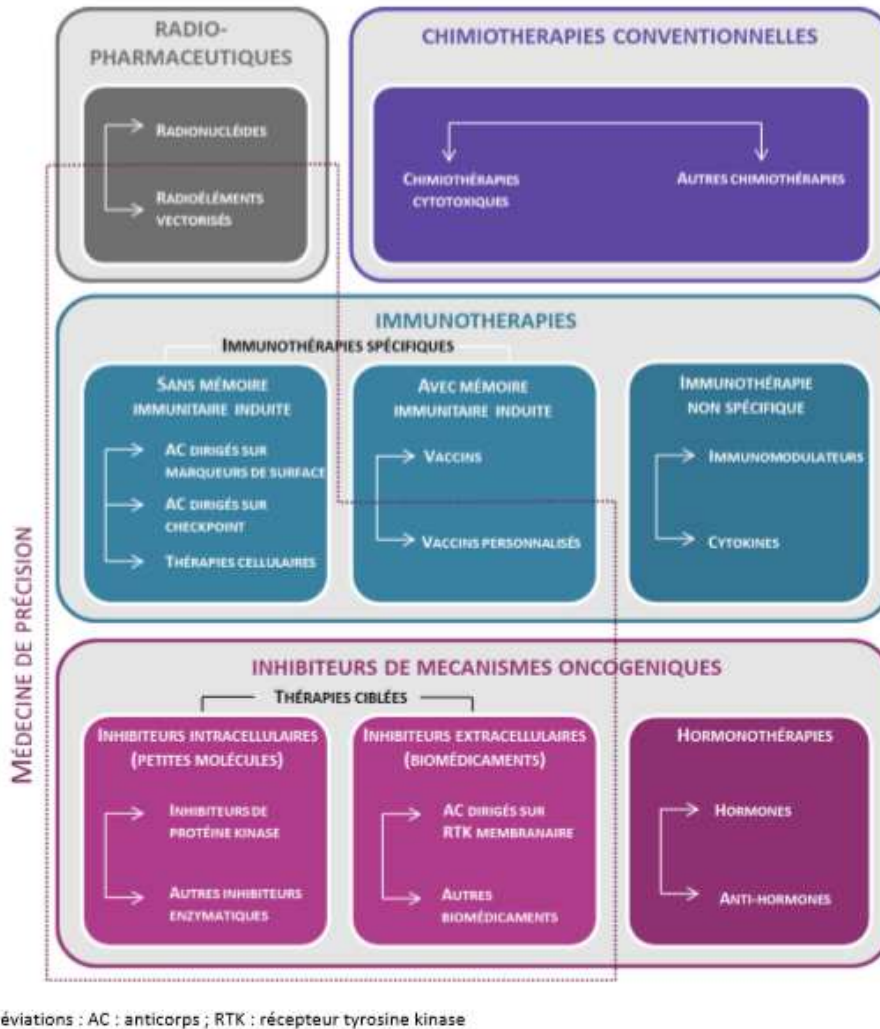 RADIO-
PHARMACEUTIQUES
RADIONUCLÉIDES
RADIOÉLÉMENTS
VECTORISÉS
CHIMIOTHERAPIES CONVENTIONNELLES
CHIMIOTHÉRAPIES
CYTOTOXIQUES
AUTRES CHIMIOTHÉRAPIES
IMMUNOTHERAPIES
IMMUNOTHÉRAPIES SPÉCIFIQUES
SANS MÉMOIRE
IMMUNITAIRE INDUITE
AC DIRIGÉS SUR
MARQUEURS DE SURFACE
AC DIRIGÉS SUR
CHECKPOINT
THÉRAPIES CELLULAIRES
AVEC MÉMOIRE
IMMUNITAIRE INDUITE
VACCINS
VACCINS PERSONNALISÉS
IMMUNOTHÉRAPIE
NON SPÉCIFIQUE
IMMUNOMODULATEURS
CYTOKINES
MÉDECINE DE PRÉCISION
INHIBITEURS DE MECANISMES ONCOGENIQUES
THÉRAPIES CIBLÉES
INHIBITEURS INTRACELLULAIRES
(PETITES MOLÉCULES)
INHIBITEURS DE
PROTÉINE KINASE
AUTRES INHIBITEURS
ENZYMATIQUES
INHIBITEURS EXTRACELLULAIRES
(BIOMÉDICAMENTS)
AC DIRIGÉS SUR
RTK MEMBRANAIRE
AUTRES
BIOMÉDICAMENTS
HORMONOTHÉRAPIES
HORMONES
ANTI-HORMONES
éviations : AC : anticorps ; RTK : récepteur tyrosine kinase